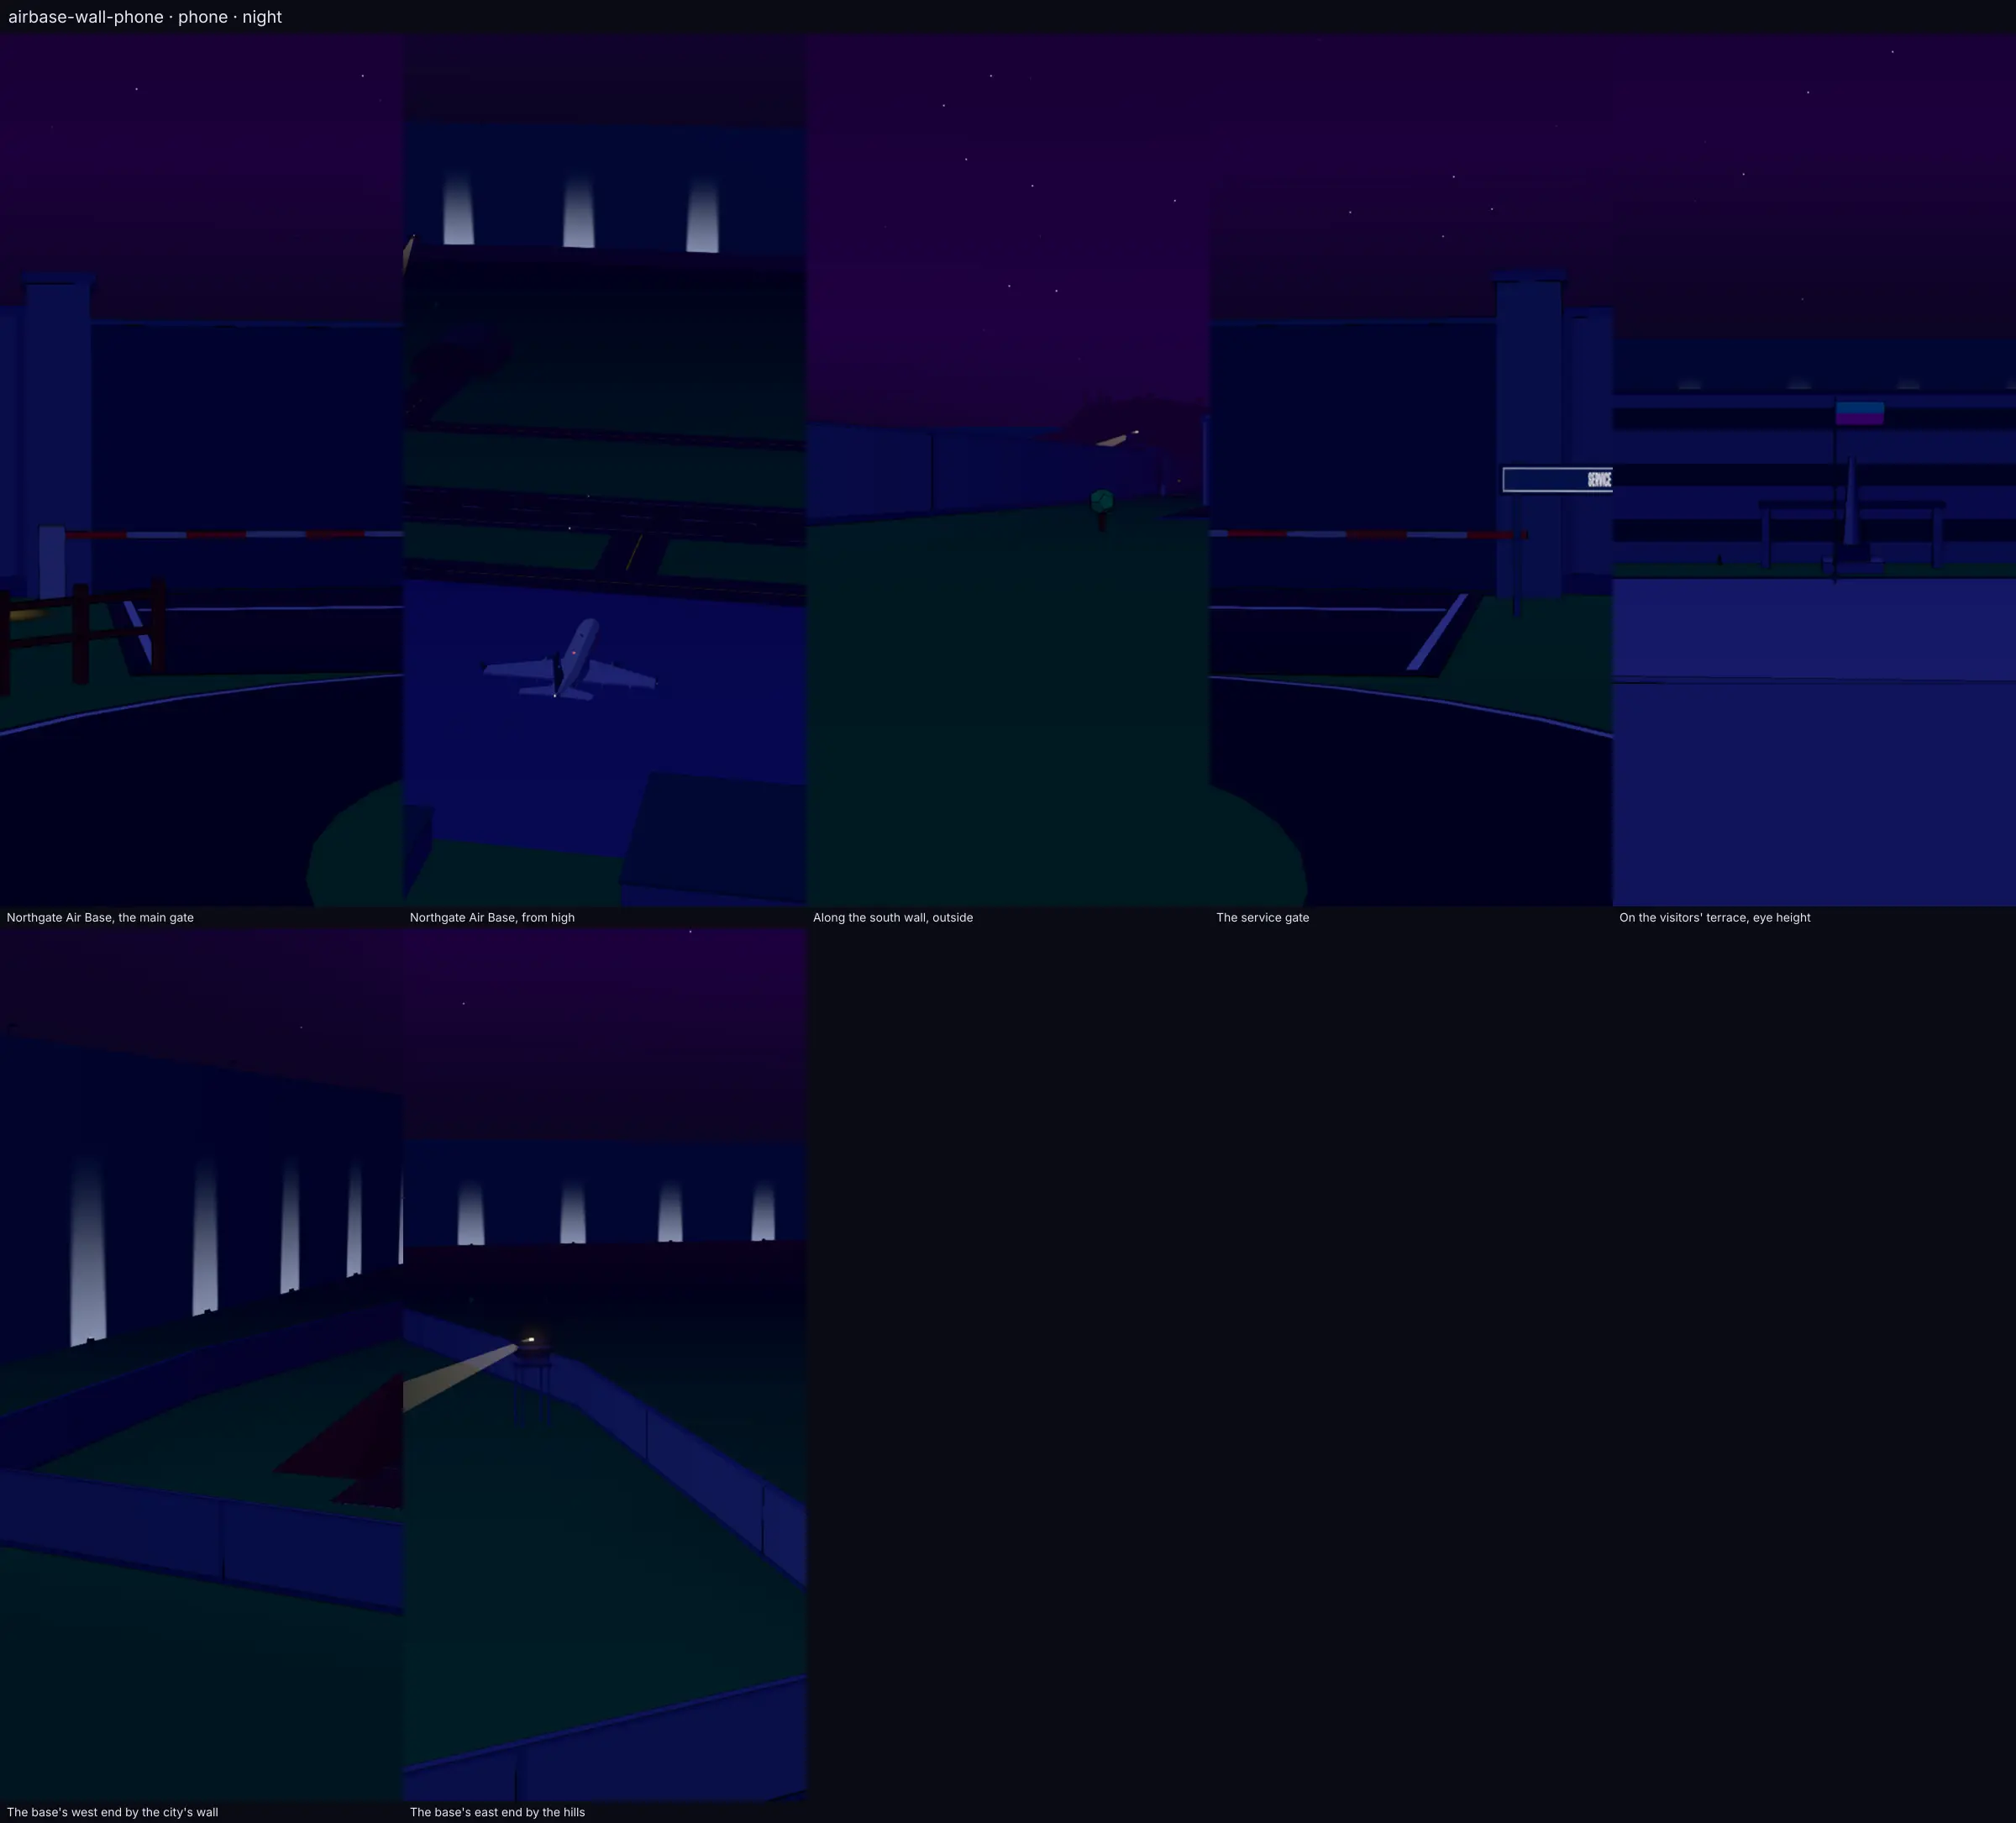 airbase-wall-phone · phone · night
SERVICE
Northgate Air Base, the main gate
Northgate Air Base, from high
Along the south wall, outside
The service gate
On the visitors' terrace, eye height
The base's west end by the city's wall
The base's east end by the hills